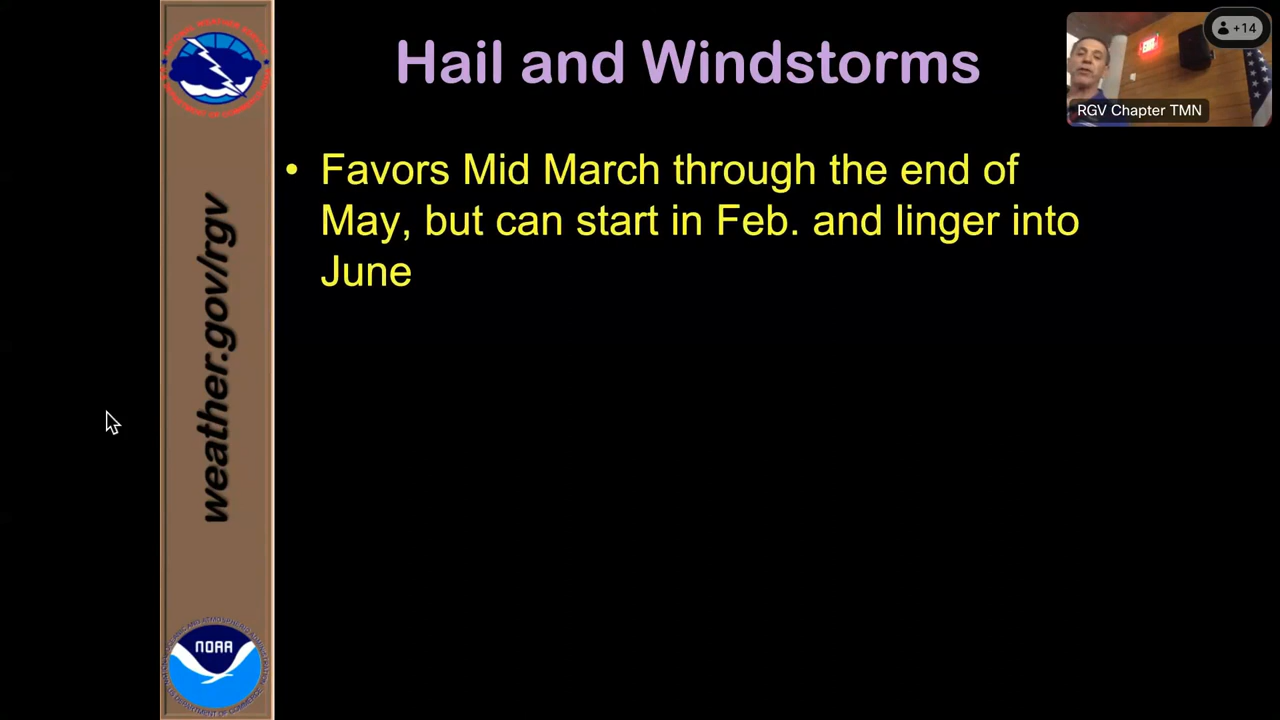 Hail and Windstorms
+14
RGV Chapter TMN
• Favors Mid March through the end of
May, but can start in Feb. and linger into
June
weather.gov/rgv
NOAA